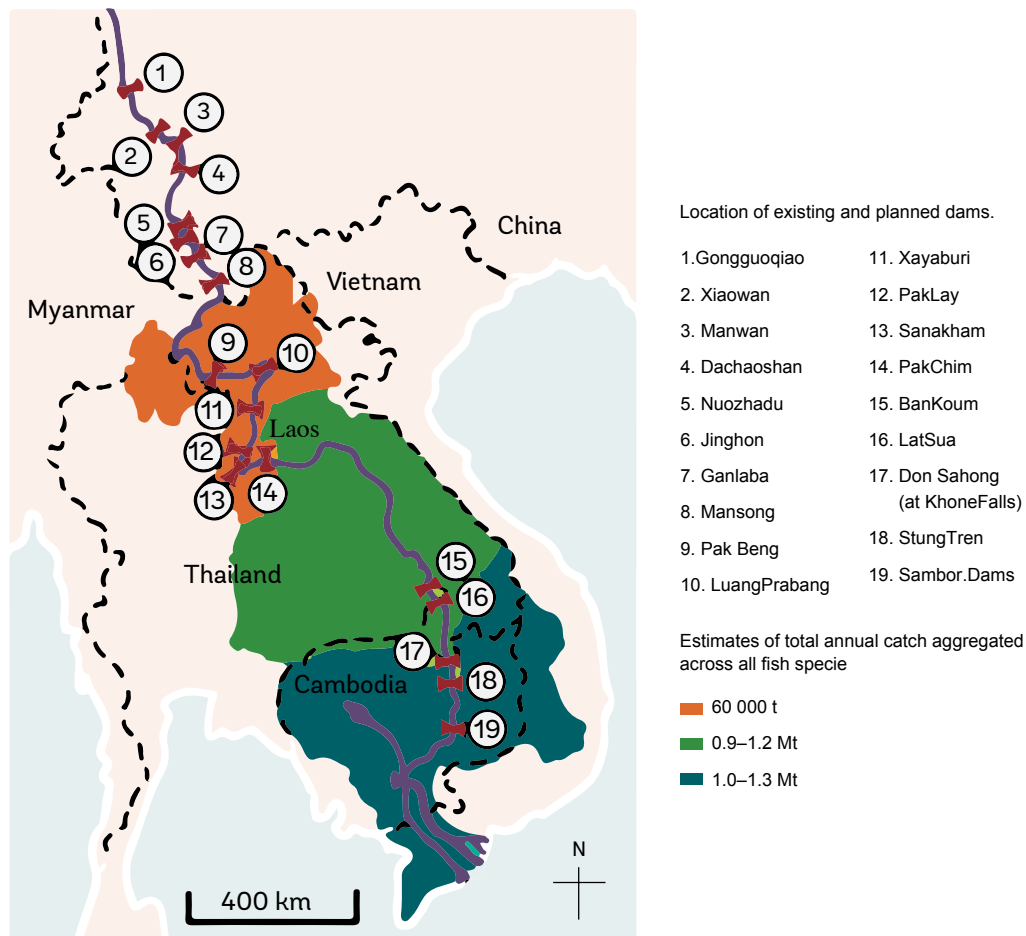 1
3
2
4
5
7
6
8
China
Vietnam
Myanmar
9
10
11
Laos
12
13
14
Thailand
15
16
17
Cambodia
18
19
400 km
N
Location of existing and planned dams.
1.Gongguoqiao
2. Xiaowan
3. Manwan
4. Dachaoshan
5. Nuozhadu
6. Jinghon
7. Ganlaba
8. Mansong
9. Pak Beng
10. LuangPrabang
11. Xayaburi
12. PakLay
13. Sanakham
14. PakChim
15. BanKoum
16. LatSua
17. Don Sahong
(at KhoneFalls)
18. StungTren
19. Sambor.Dams
Estimates of total annual catch aggregated
across all fish specie
60 000 t
0.9–1.2 Mt
1.0–1.3 Mt